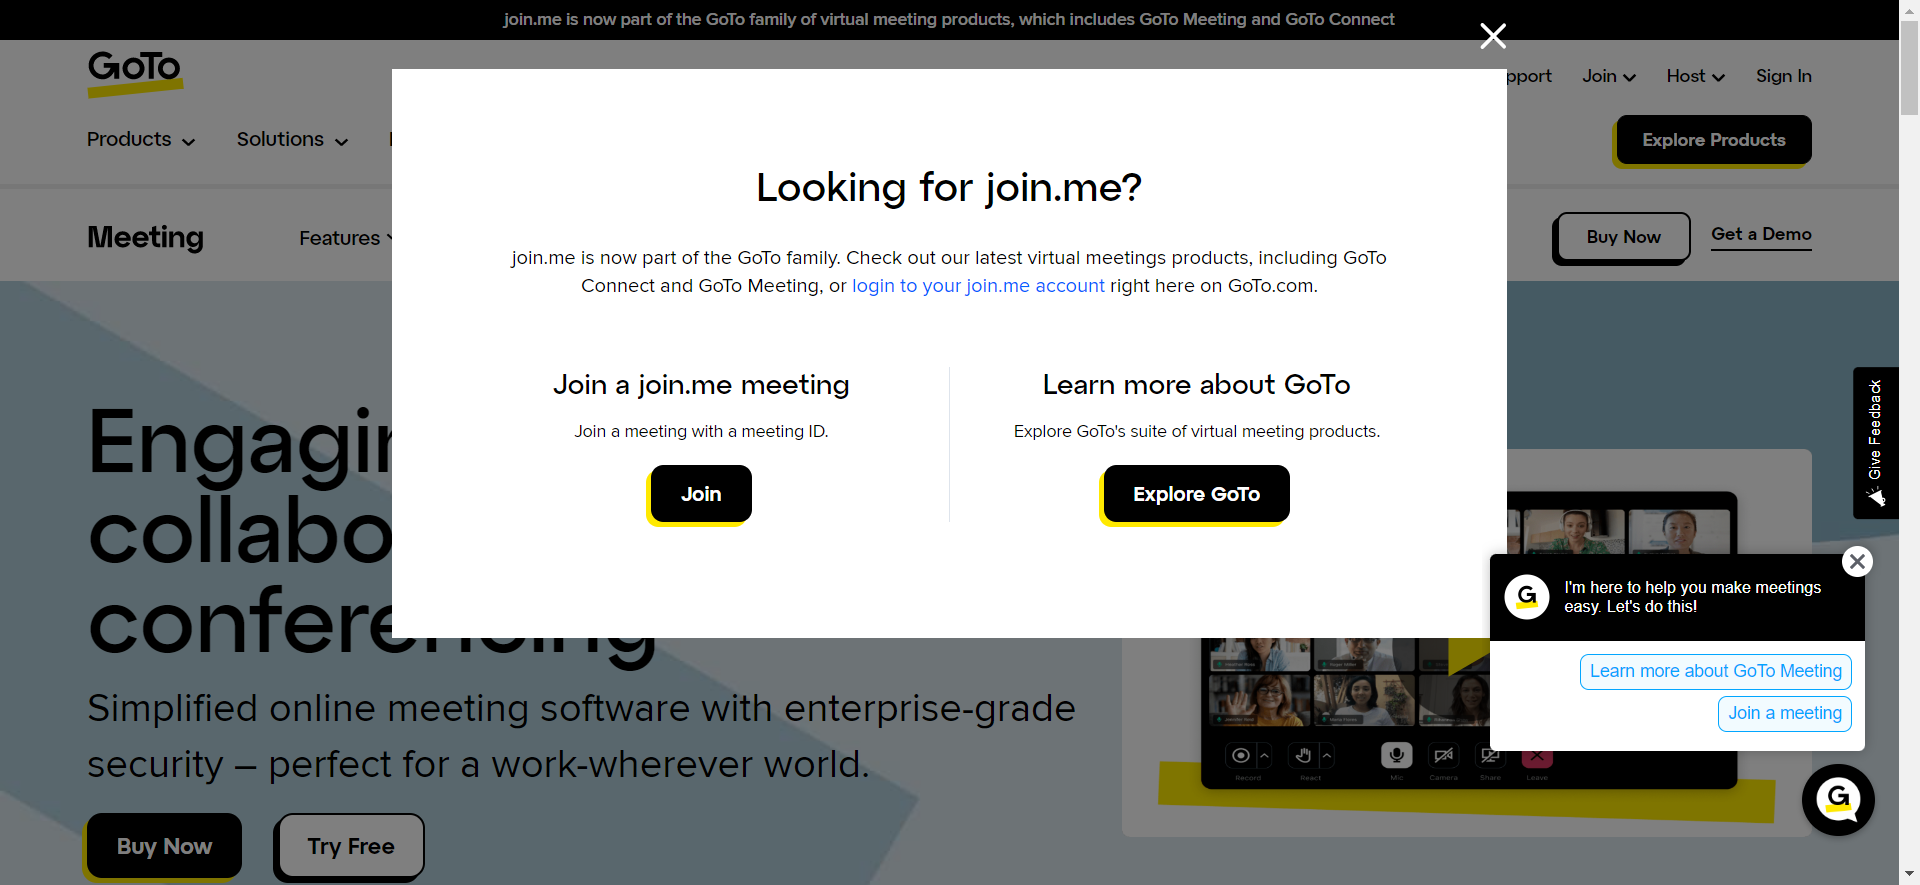 join.me is now part of the GoTo family of virtual meeting products, which includes GoTo Meeting and GoTo Connect
GoTo
Join
Host
Sign In
Products
Solutions
Explore Products
Meeting
Features
Buy Now
Get a Demo
Looking for join.me?
join.me is now part of the GoTo family. Check out our latest virtual meetings products, including GoTo
Connect and GoTo Meeting, or login to your join.me account right here on GoTo.com.
Join a join.me meeting
Join a meeting with a meeting ID.
Join
Learn more about GoTo
Explore GoTo's suite of virtual meeting products.
Explore GoTo
Give Feedback
conferencing
Simplified online meeting software with enterprise-grade
security – perfect for a work-wherever world.
Buy Now
Try Free
Record
React
Mic
Camera
Share
Leave
G
I'm here to help you make meetings
easy. Let's do this!
Learn more about GoTo Meeting
Join a meeting
G